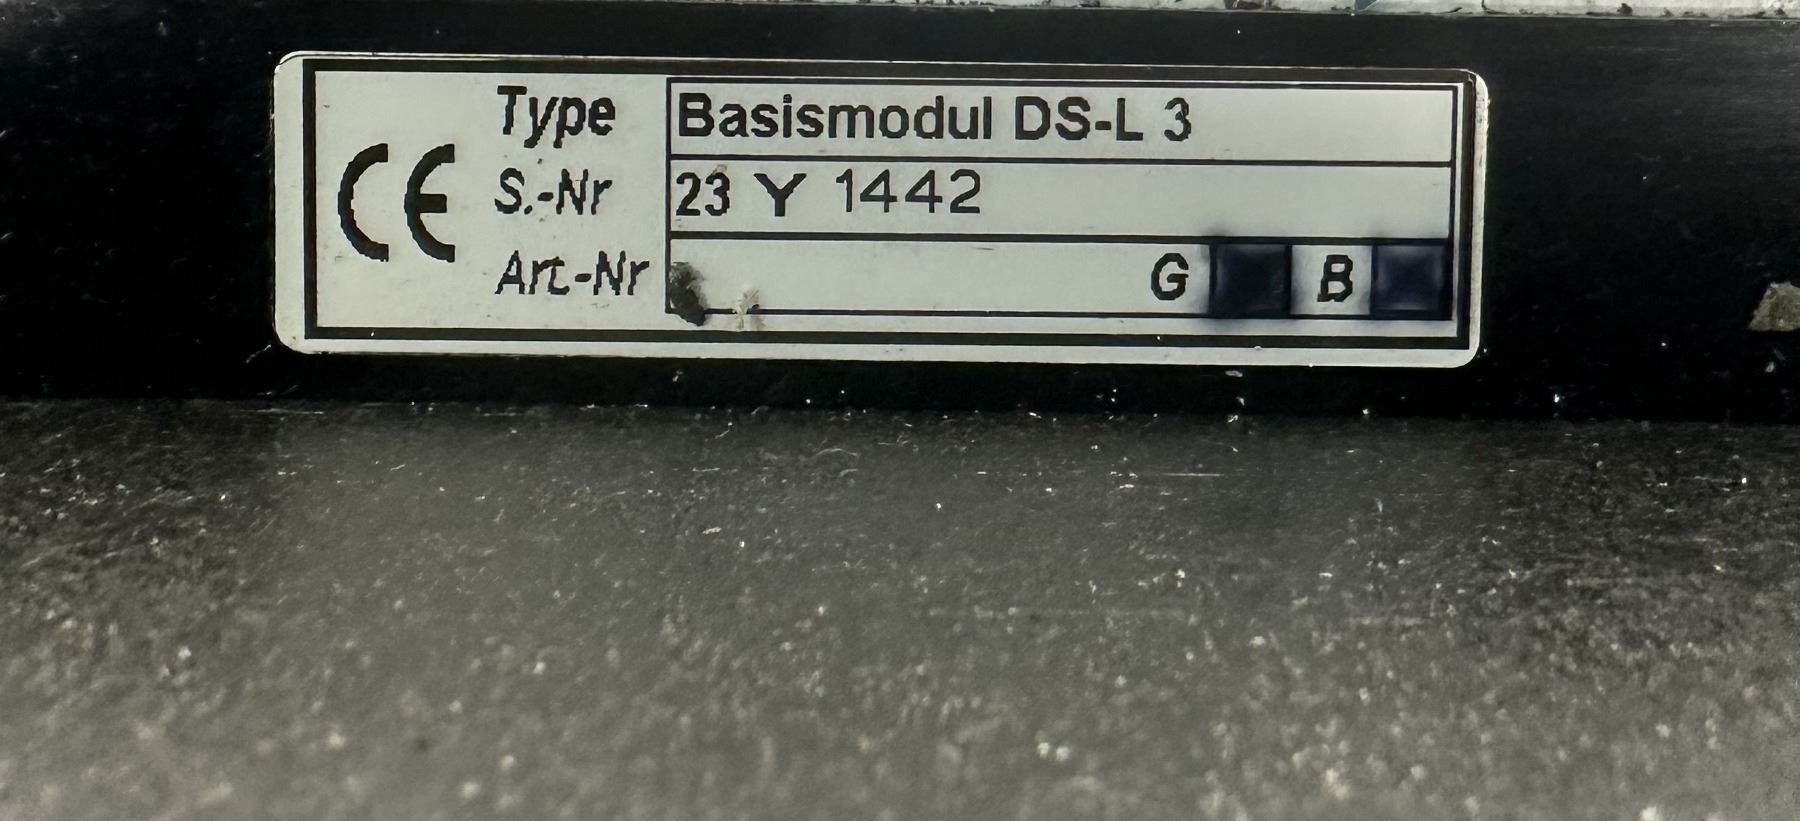 CE
Type Basismodul DS-L 3
S.-Nr 23 Y 1442
Art.-Nr G B